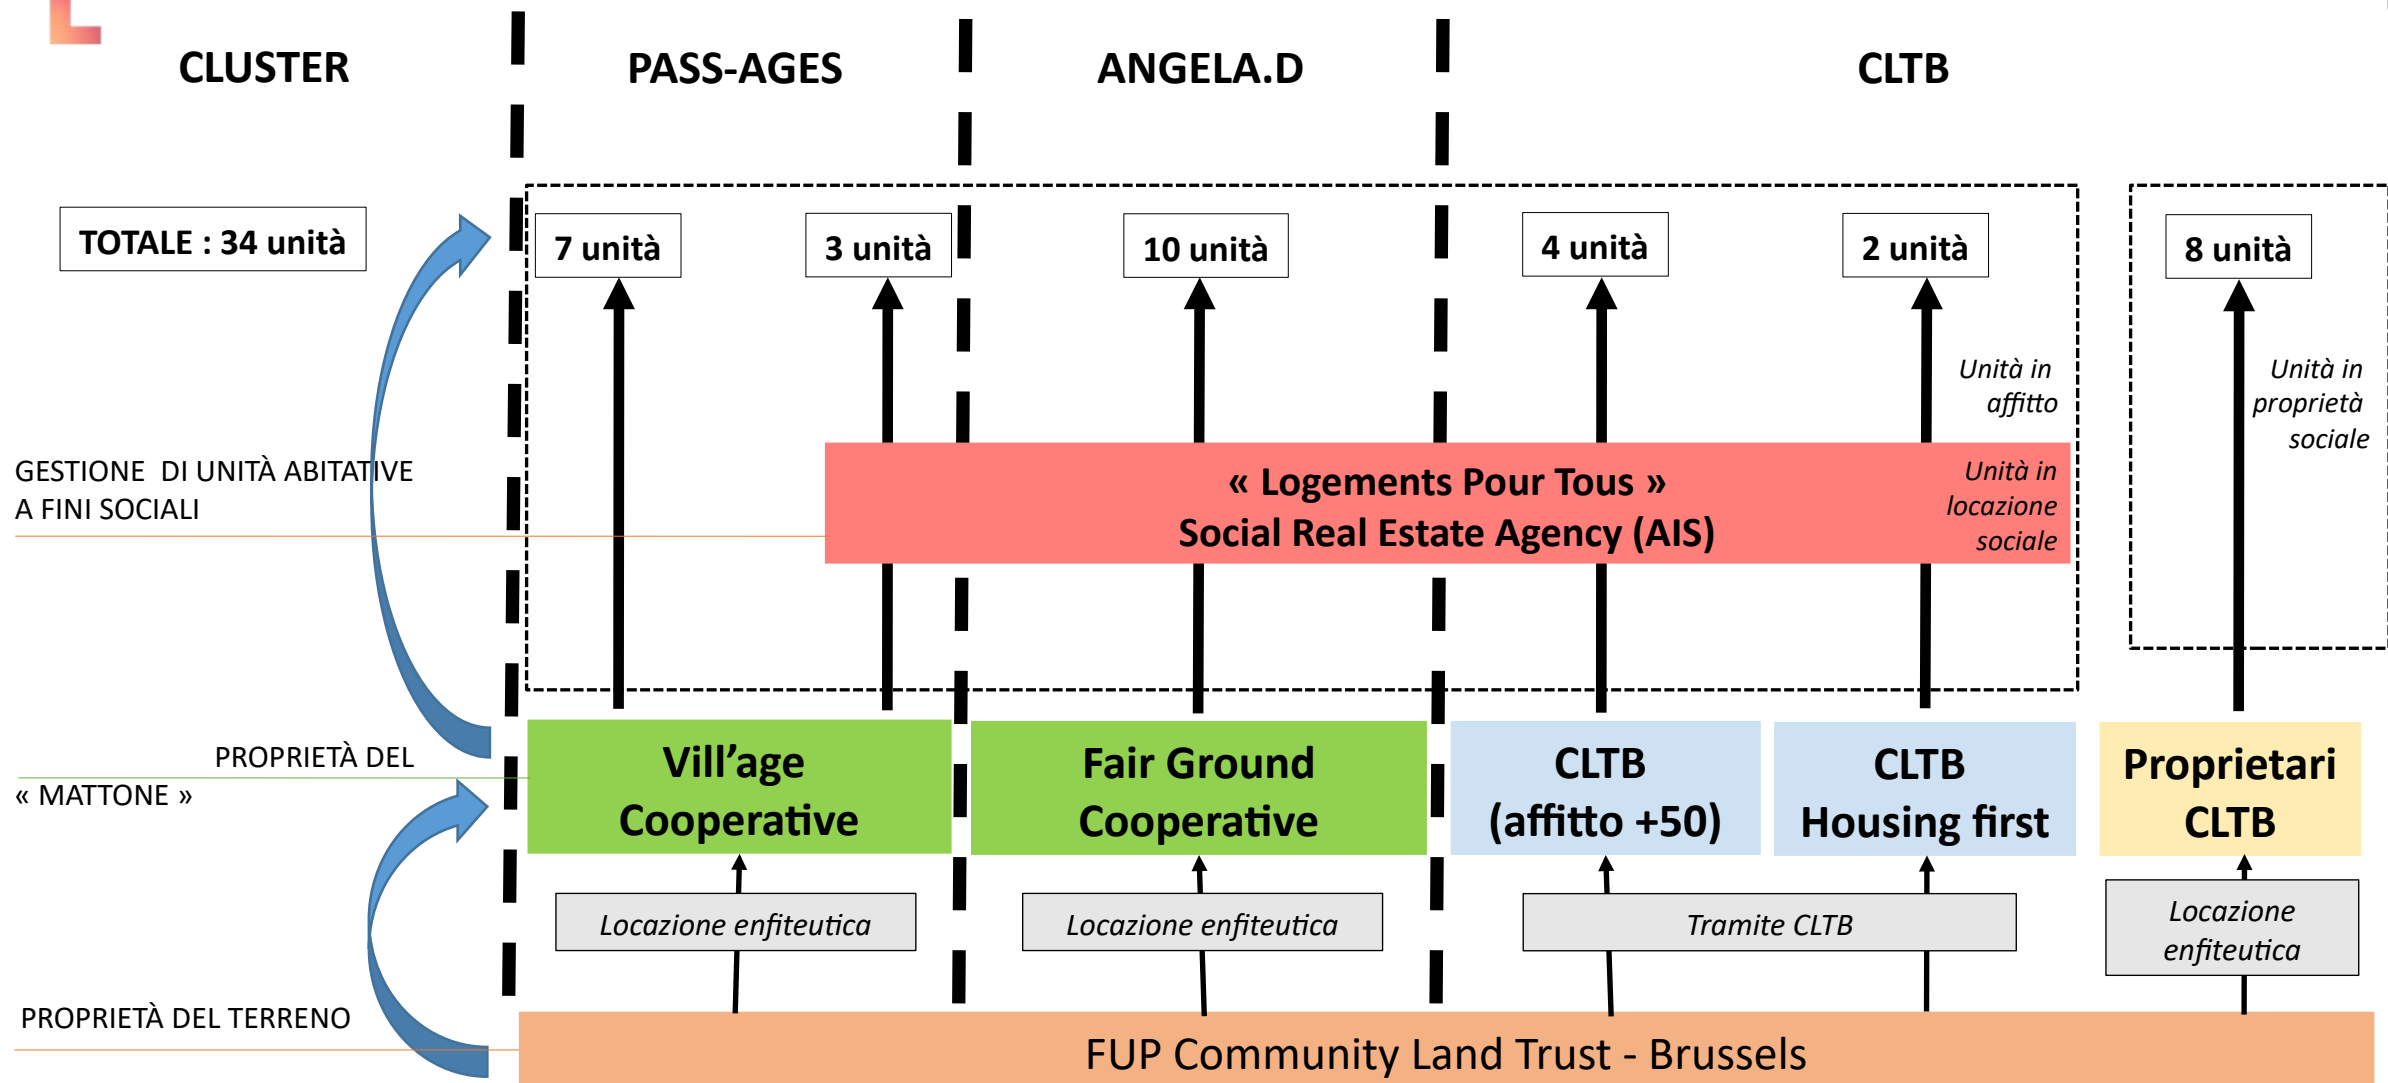 CLUSTER
PASS-AGES
ANGELA.D
CLTB
TOTALE : 34 unità
7 unità
3 unità
10 unità
4 unità
2 unità
8 unità
Unità in
affitto
Unità in
proprietà
sociale
GESTIONE DI UNITÀ ABITATIVE
A FINI SOCIALI
« Logements Pour Tous »
Social Real Estate Agency (AIS)
Unità in
locazione
sociale
PROPRIETÀ DEL
« MATTONE »
Vill’age
Cooperative
Fair Ground
Cooperative
CLTB
(affitto +50)
CLTB
Housing first
Proprietari
CLTB
Locazione enfiteutica
Locazione enfiteutica
Tramite CLTB
Locazione
enfiteutica
PROPRIETÀ DEL TERRENO
FUP Community Land Trust - Brussels